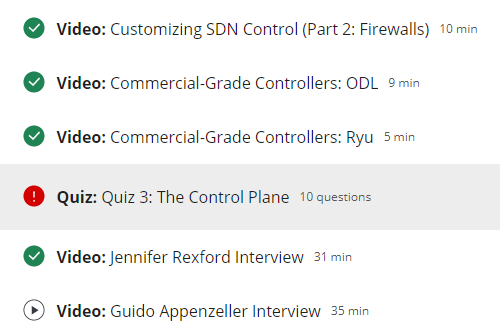 Video: Customizing SDN Control (Part 2: Firewalls) 10 min
Video: Commercial-Grade Controllers: ODL 9 min
Video: Commercial-Grade Controllers: Ryu 5 min
! Quiz: Quiz 3: The Control Plane 10 questions
Video: Jennifer Rexford Interview 31 min
Video: Guido Appenzeller Interview 35 min